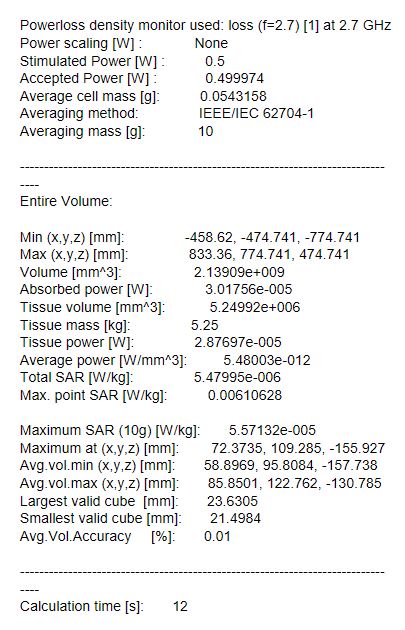 Powerloss density monitor used: loss (f=2.7) [1] at 2.7 GHz
Power scaling [W] : None
Stimulated Power [W] : 0.5
Accepted Power [W] : 0.499974
Average cell mass [g]: 0.0543158
Averaging method: IEEE/IEC 62704-1
Averaging mass [g]: 10
-----------------------------------------------------------------------------
----
Entire Volume:
Min (x,y,z) [mm]: -458.62, -474.741, -774.741
Max (x,y,z) [mm]: 833.36, 774.741, 474.741
Volume [mm^3]: 2.13909e+009
Absorbed power [W]: 3.01756e-005
Tissue volume [mm^3]: 5.24992e+006
Tissue mass [kg]: 5.25
Tissue power [W]: 2.87697e-005
Average power [W/mm^3]: 5.48003e-012
Total SAR [W/kg]: 5.47995e-006
Max. point SAR [W/kg]: 0.00610628
Maximum SAR (10g) [W/kg]: 5.57132e-005
Maximum at (x,y,z) [mm]: 72.3735, 109.285, -155.927
Avg.vol.min (x,y,z) [mm]: 58.8969, 95.8084, -157.738
Avg.vol.max (x,y,z) [mm]: 85.8501, 122.762, -130.785
Largest valid cube [mm]: 23.6305
Smallest valid cube [mm]: 21.4984
Avg.Vol.Accuracy [%]: 0.01
-----------------------------------------------------------------------------
----
Calculation time [s]: 12